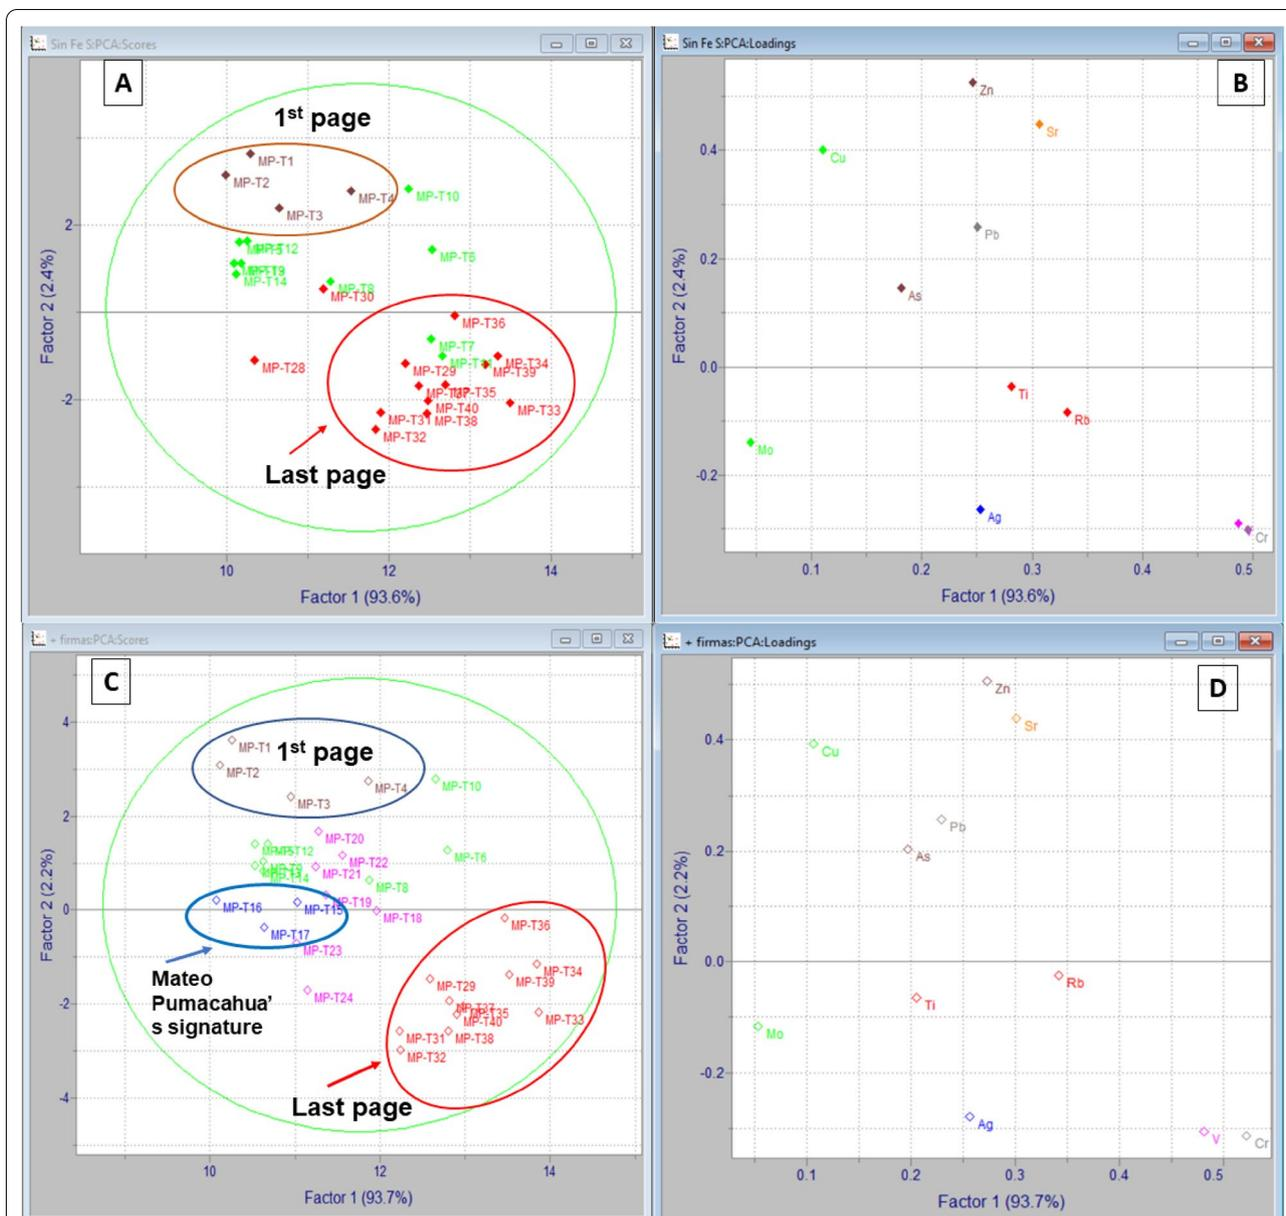 Sin Fe S:PCA:Scores
A
1st page
MP-T1
MP-T2
MP-T4
MP-T3
MP-T10
MP-T12
MP-T6
MP-T14
MP-T8
MP-T30
MP-T36
MP-T7
MP-T28
MP-T34
MP-T29
MP-T39
MP-T35
MP-T40
MP-T33
MP-T31
MP-T38
MP-T32
Last page
2
-2
10
12
14
Factor 2 (2.4%)
Factor 1 (93.6%)
Sin Fe S:PCA:Loadings
B
Zn
Sr
Cu
Pb
As
Ti
Rb
Mo
Ag
Cr
0.4
0.2
0.0
-0.2
0.1
0.2
0.3
0.4
0.5
Factor 2 (2.4%)
Factor 1 (93.6%)
+ firmas:PCA:Scores
C
1st page
MP-T1
MP-T2
MP-T4
MP-T3
MP-T10
MP-T20
MP-T12
MP-T22
MP-T6
MP-T21
MP-T14
MP-T8
MP-T19
MP-T16
MP-T15
MP-T18
MP-T17
MP-T23
MP-T36
MP-T34
MP-T39
MP-T29
MP-T24
MP-T35
MP-T40
MP-T33
MP-T31
MP-T38
MP-T32
Mateo
Pumacahua’
s signature
Last page
4
2
0
-2
-4
10
12
14
Factor 2 (2.2%)
Factor 1 (93.7%)
+ firmas:PCA:Loadings
D
Zn
Sr
Cu
Pb
As
Rb
Ti
Mo
Ag
V
Cr
0.4
0.2
0.0
-0.2
0.1
0.2
0.3
0.4
0.5
Factor 2 (2.2%)
Factor 1 (93.7%)